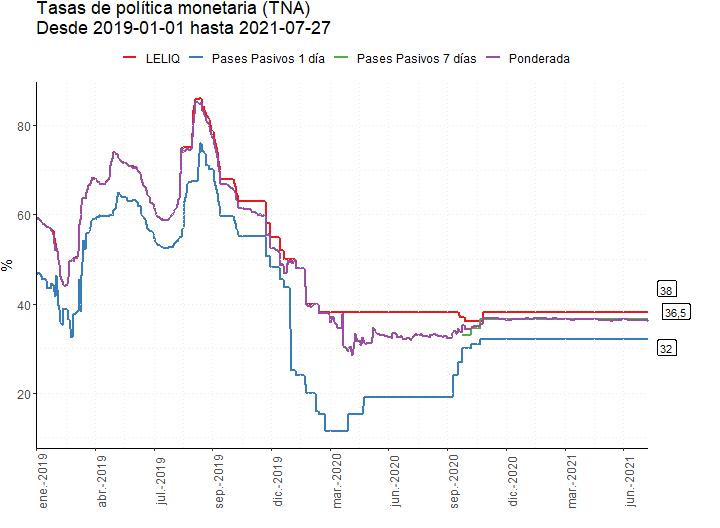 Tasas de política monetaria (TNA)
Desde 2019-01-01 hasta 2021-07-27
LELIQ Pases Pasivos 1 día Pases Pasivos 7 días Ponderada
%
80
60
40
20
38
36,5
32
ene.-2019
abr.-2019
jul.-2019
sep.-2019
dic.-2019
mar.-2020
jun.-2020
sep.-2020
dic.-2020
mar.-2021
jun.-2021